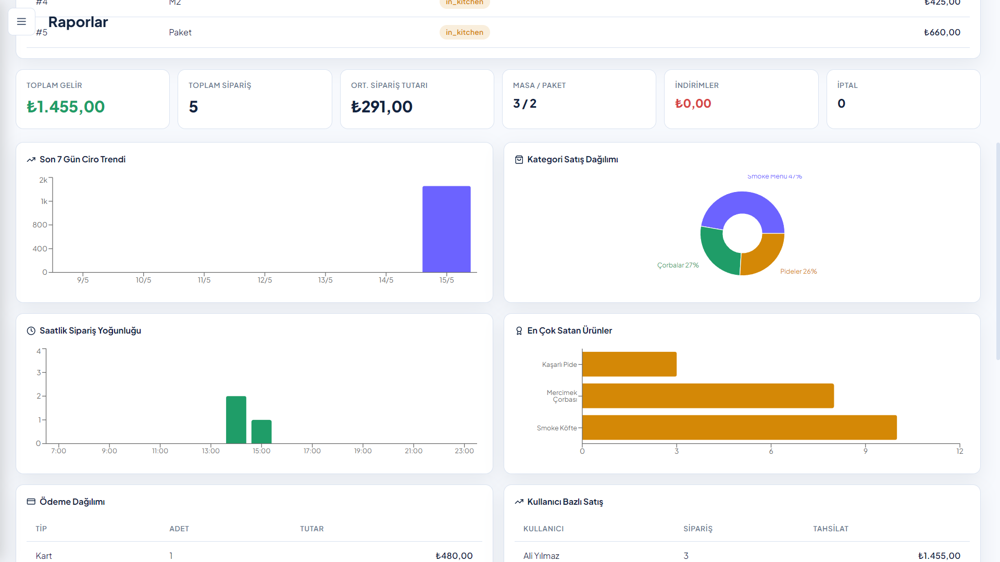 #4 M2 in_kitchen ₺425,00
Raporlar
#5 Paket in_kitchen ₺660,00
TOPLAM GELİR
₺1.455,00
TOPLAM SİPARİŞ
5
ORT. SİPARİŞ TUTARI
₺291,00
MASA / PAKET
3 / 2
İNDİRİMLER
₺0,00
İPTAL
0
Son 7 Gün Ciro Trendi
2k
1k
800
400
0
9/5 10/5 11/5 12/5 13/5 14/5 15/5
Kategori Satış Dağılımı
Smoke Menü 47%
Çorbalar 27%
Pideler 26%
Saatlik Sipariş Yoğunluğu
4
3
2
1
0
7:00 9:00 11:00 13:00 15:00 17:00 19:00 21:00 23:00
En Çok Satan Ürünler
Kaşarlı Pide
Mercimek
Çorbası
Smoke Köfte
0 3 6 9 12
Ödeme Dağılımı
TİP ADET TUTAR
Kart 1 ₺480,00
Kullanıcı Bazlı Satış
KULLANICI SİPARİŞ TAHSİLAT
Ali Yılmaz 3 ₺1.455,00